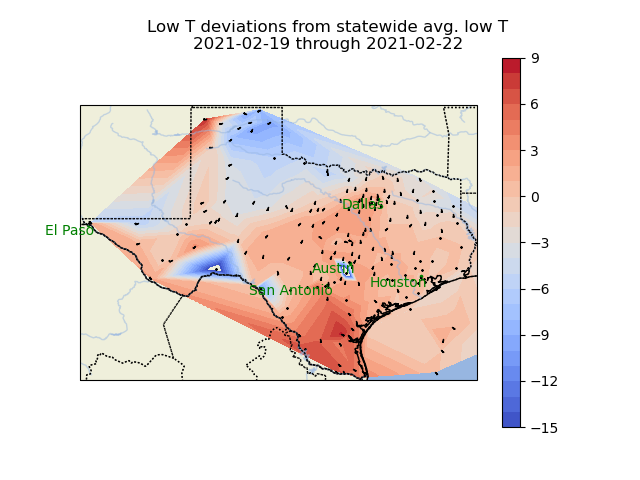 Low T deviations from statewide avg. low T
2021-02-19 through 2021-02-22
9
6
3
0
−3
−6
−9
−12
−15
Dallas
El Paso
Austin
San Antonio
Houston